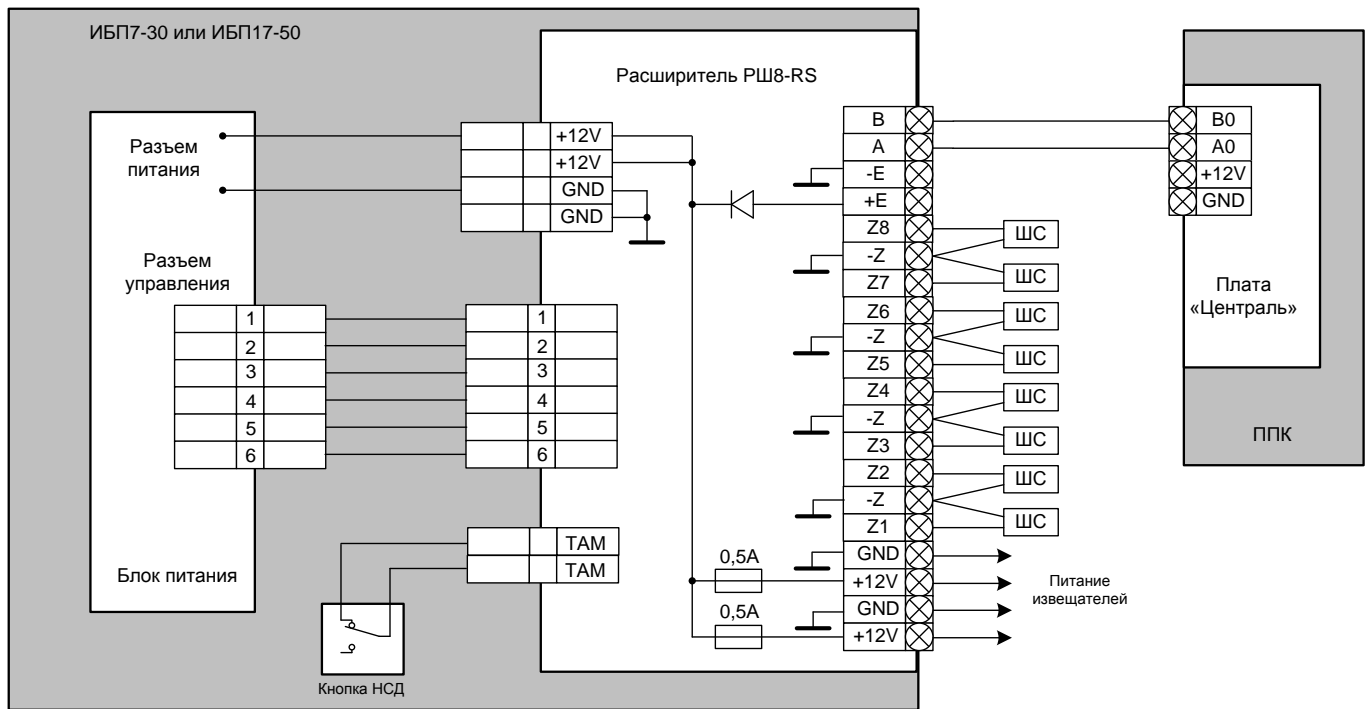 ИБП7-30 или ИБП17-50
Расширитель РШ8-RS
Разъем
питания
Разъем
управления
1
2
3
4
5
6
Блок питания
+12V
+12V
GND
GND
1
2
3
4
5
6
TAM
TAM
Кнопка НСД
0,5А
0,5А
B
A
-E
+E
Z8
-Z
Z7
Z6
-Z
Z5
Z4
-Z
Z3
Z2
-Z
Z1
GND
+12V
GND
+12V
ШС
ШС
ШС
ШС
ШС
ШС
ШС
ШС
Питание
извещателей
B0
A0
+12V
GND
Плата
«Централь»
ППК